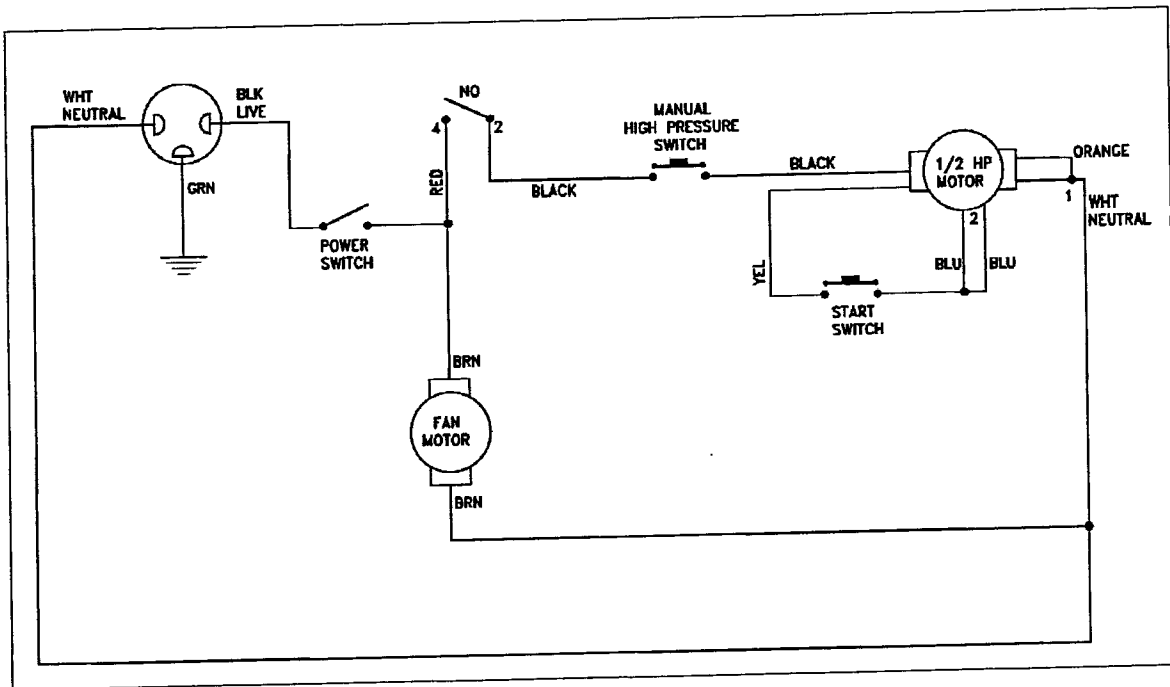 WHT
NEUTRAL
BLK
LIVE
GRN
POWER
SWITCH
NO
4
2
RED
BLACK
MANUAL
HIGH PRESSURE
SWITCH
BLACK
1/2 HP
MOTOR
2
ORANGE
1
WHT
NEUTRAL
YEL
BLU
BLU
START
SWITCH
BRN
FAN
MOTOR
BRN